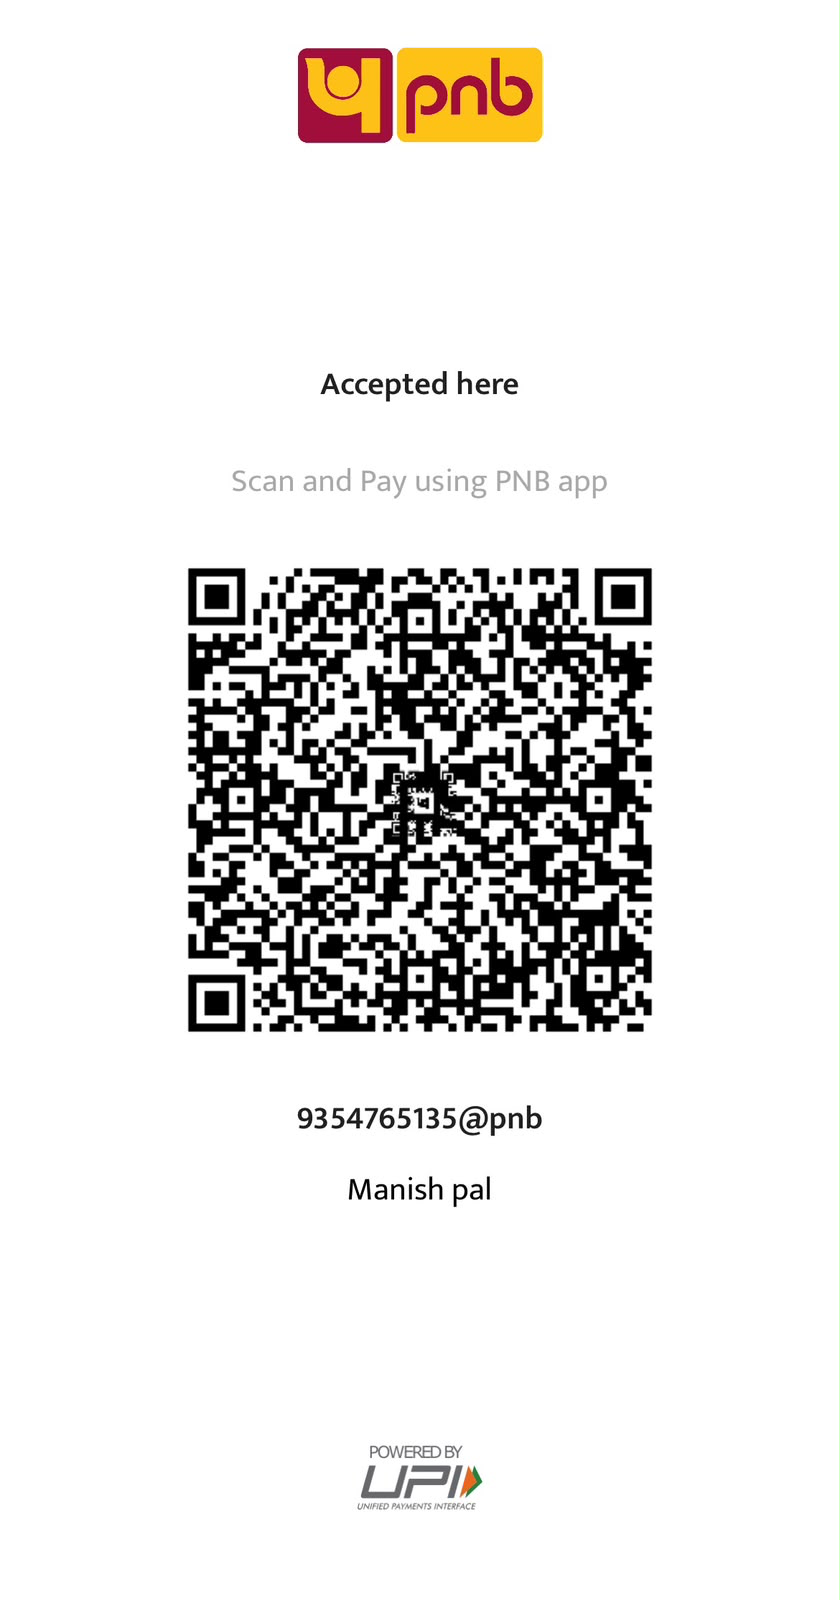 pnb
Accepted here
Scan and Pay using PNB app
9354765135@pnb
Manish pal
POWERED BY
UPI
UNIFIED PAYMENTS INTERFACE